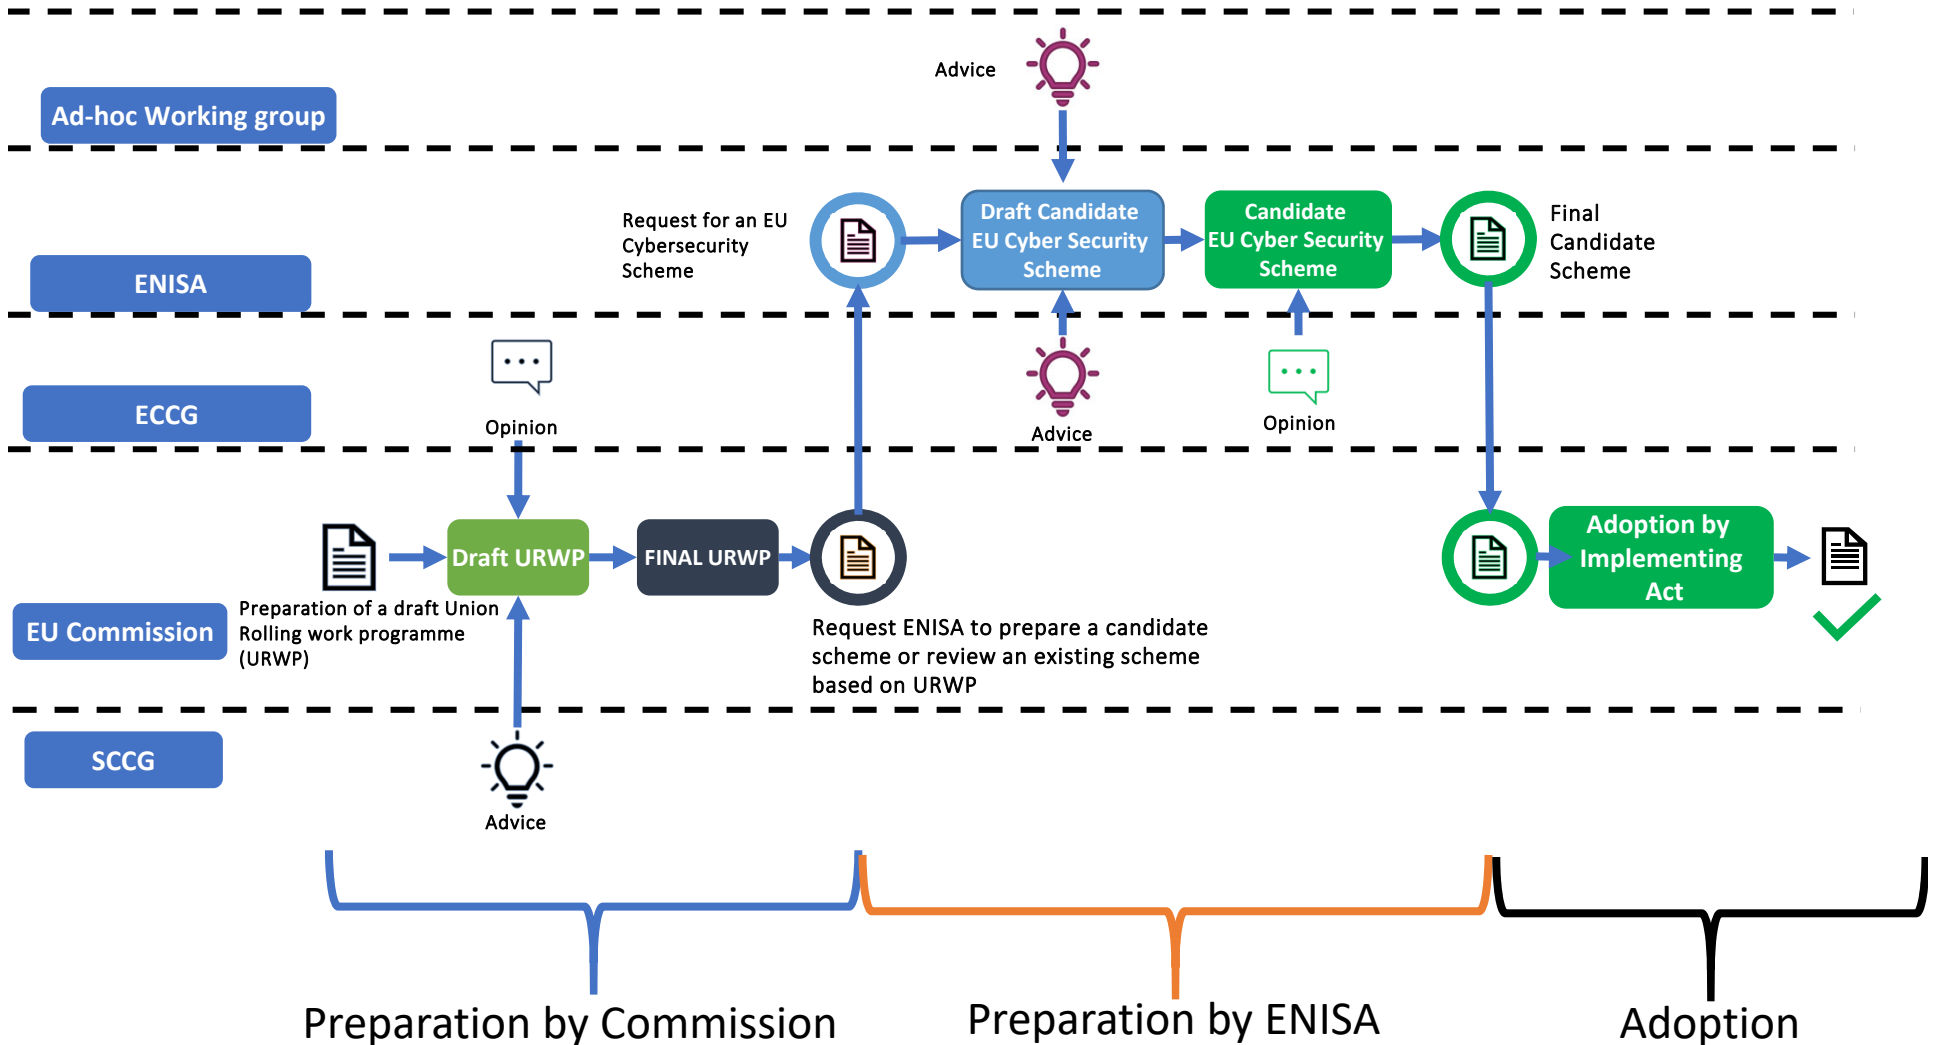 Advice
Ad-hoc Working group
Request for an EU
Cybersecurity
Scheme
Draft Candidate
EU Cyber Security
Scheme
Candidate
EU Cyber Security
Scheme
Final
Candidate
Scheme
ENISA
ECCG
Opinion
Advice
Opinion
Draft URWP
FINAL URWP
Adoption by
Implementing
Act
EU Commission
Preparation of a draft Union
Rolling work programme
(URWP)
Request ENISA to prepare a candidate
scheme or review an existing scheme
based on URWP
SCCG
Advice
Preparation by Commission
Preparation by ENISA
Adoption